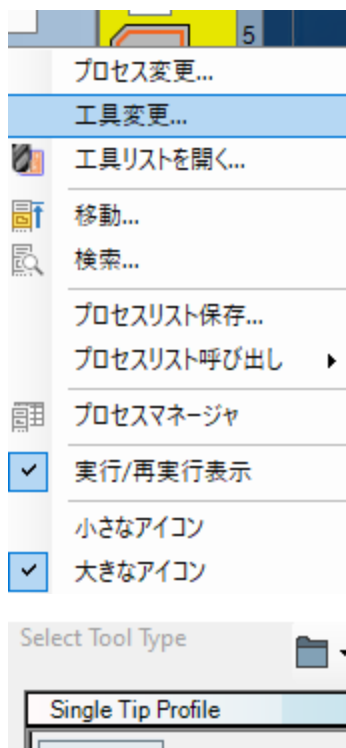 5
プロセス変更...
工具変更...
工具リストを開く...
移動...
検索...
プロセスリスト保存...
プロセスリスト呼び出し
プロセスマネージャ
実行/再実行表示
小さなアイコン
大きなアイコン
Select Tool Type
Single Tip Profile